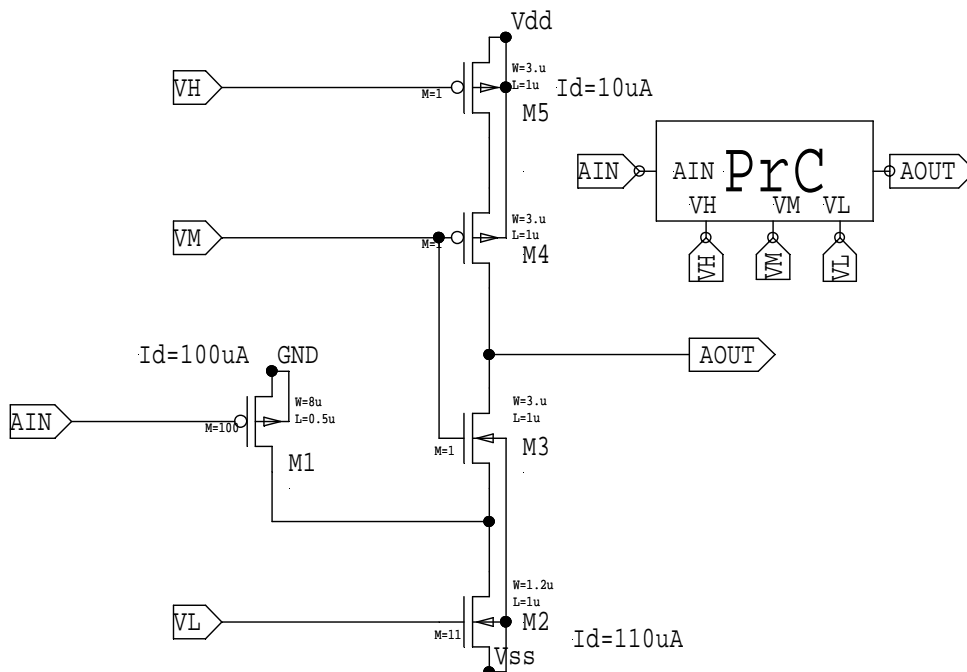 Vdd
VH
M=1
W=3.u
L=1u
Id=10uA
M5
AIN
AIN
PrC
AOUT
VH
VM
VL
VH
VM
VL
VM
M=1
W=3.u
L=1u
M4
AOUT
Id=100uA
GND
AIN
M=100
W=8u
L=0.5u
M1
W=3.u
L=1u
M=1
M3
VL
M=11
W=1.2u
L=1u
M2
Id=110uA
Vss